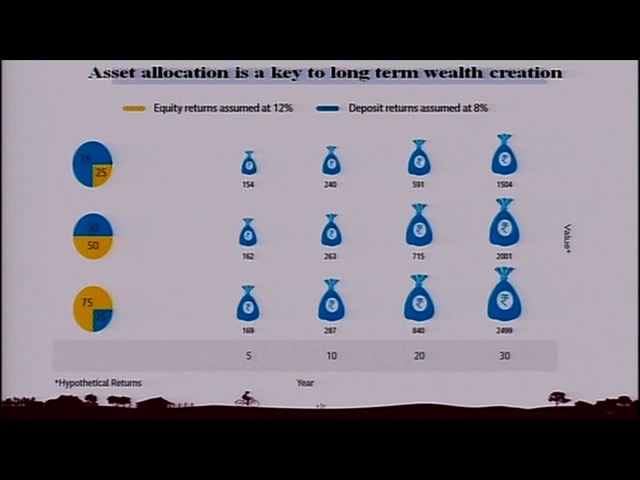 Asset allocation is a key to long term wealth creation
Equity returns assumed at 12% Deposit returns assumed at 8%
75
25
154 240 591 1504
50
50
162 263 715 2001
Value*
75
25
169 287 840 2499
5 10 20 30
*Hypothetical Returns Year